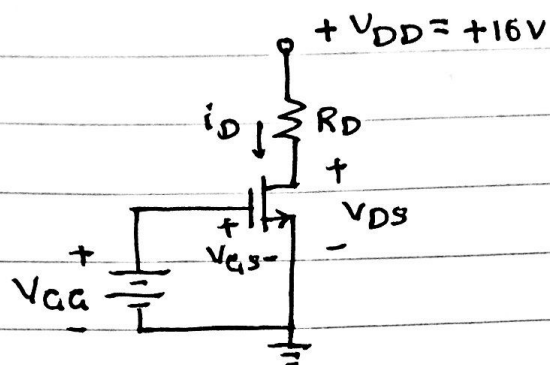 + VDD = +16V
iD ↓ RD
+
VDS
-
+
VGS-
+
VGG
-